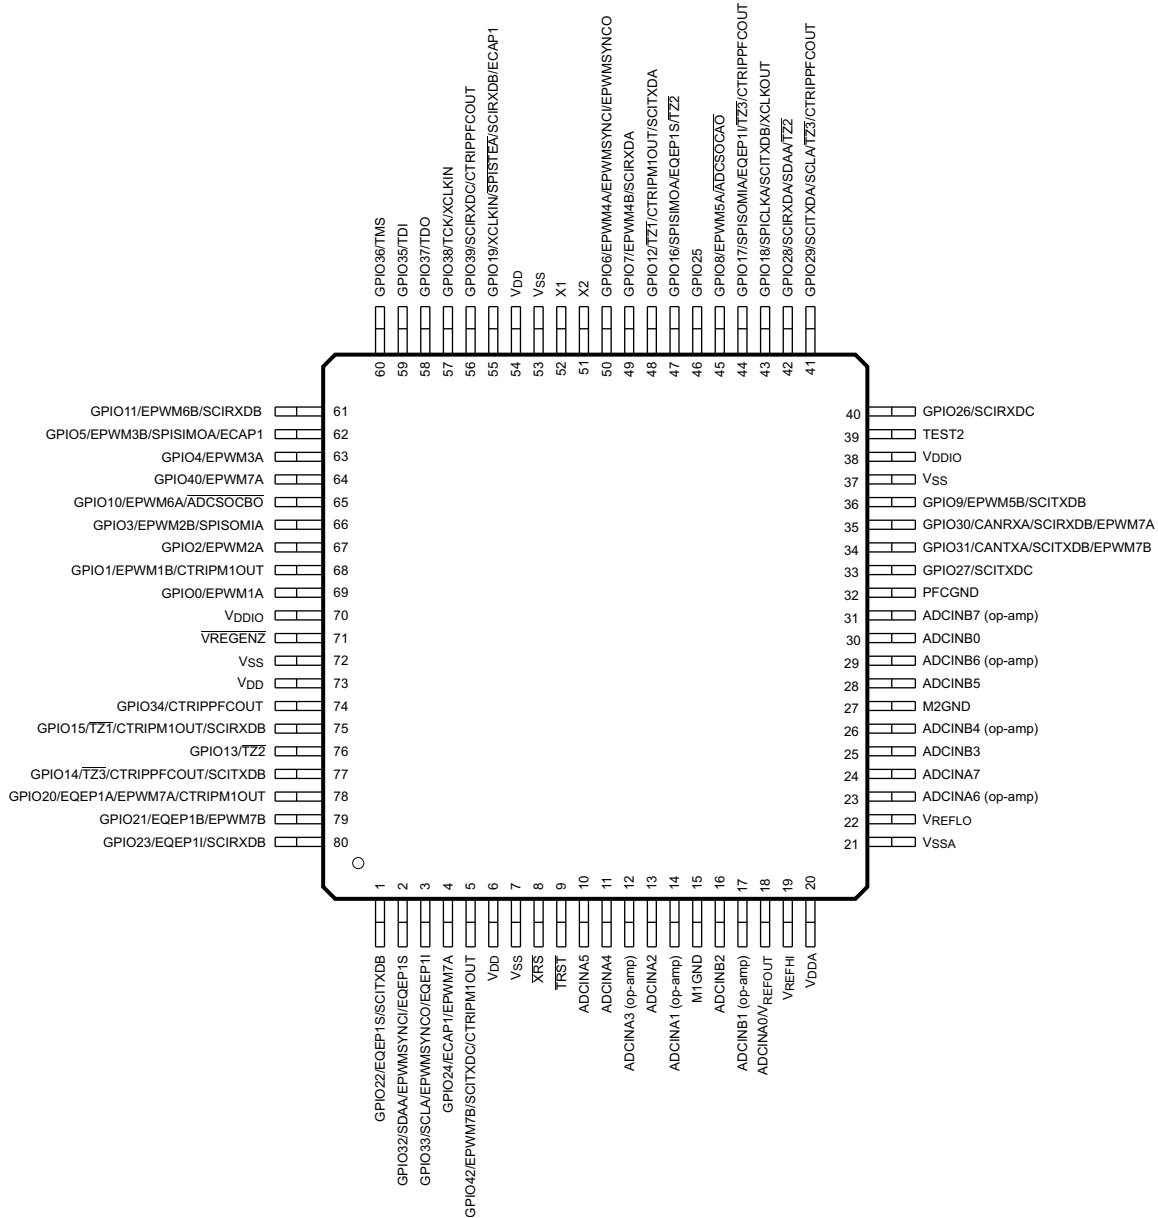 GPIO36/TMS
GPIO35/TDI
GPIO37/TDO
GPIO38/TCK/XCLKIN
GPIO39/SCIRXDC/CTRIPPFCOUT
GPIO19/XCLKIN/SPISTEA/SCIRXDB/ECAP1
VDD
VSS
X1
X2
GPIO6/EPWM4A/EPWMSYNCI/EPWMSYNCO
GPIO7/EPWM4B/SCIRXDA
GPIO12/TZ1/CTRIPM1OUT/SCITXDA
GPIO16/SPISIMOA/EQEP1S/TZ2
GPIO25
GPIO8/EPWM5A/ADCSOCAO
GPIO17/SPISOMIA/EQEP1I/TZ3/CTRIPPFCOUT
GPIO18/SPICLKA/SCITXDB/XCLKOUT
GPIO28/SCIRXDA/SDAA/TZ2
GPIO29/SCITXDA/SCLA/TZ3/CTRIPPFCOUT
60
59
58
57
56
55
54
53
52
51
50
49
48
47
46
45
44
43
42
41
GPIO11/EPWM6B/SCIRXDB 61
GPIO5/EPWM3B/SPISIMOA/ECAP1 62
GPIO4/EPWM3A 63
GPIO40/EPWM7A 64
GPIO10/EPWM6A/ADCSOCBO 65
GPIO3/EPWM2B/SPISOMIA 66
GPIO2/EPWM2A 67
GPIO1/EPWM1B/CTRIPM1OUT 68
GPIO0/EPWM1A 69
VDDIO 70
VREGENZ 71
VSS 72
VDD 73
GPIO34/CTRIPPFCOUT 74
GPIO15/TZ1/CTRIPM1OUT/SCIRXDB 75
GPIO13/TZ2 76
GPIO14/TZ3/CTRIPPFCOUT/SCITXDB 77
GPIO20/EQEP1A/EPWM7A/CTRIPM1OUT 78
GPIO21/EQEP1B/EPWM7B 79
GPIO23/EQEP1I/SCIRXDB 80
40 GPIO26/SCIRXDC
39 TEST2
38 VDDIO
37 VSS
36 GPIO9/EPWM5B/SCITXDB
35 GPIO30/CANRXA/SCIRXDB/EPWM7A
34 GPIO31/CANTXA/SCITXDB/EPWM7B
33 GPIO27/SCITXDC
32 PFCGND
31 ADCINB7 (op-amp)
30 ADCINB0
29 ADCINB6 (op-amp)
28 ADCINB5
27 M2GND
26 ADCINB4 (op-amp)
25 ADCINB3
24 ADCINA7
23 ADCINA6 (op-amp)
22 VREFLO
21 VSSA
1
2
3
4
5
6
7
8
9
10
11
12
13
14
15
16
17
18
19
20
GPIO22/EQEP1S/SCITXDB
GPIO32/SDAA/EPWMSYNCI/EQEP1S
GPIO33/SCLA/EPWMSYNCO/EQEP1I
GPIO24/ECAP1/EPWM7A
GPIO42/EPWM7B/SCITXDC/CTRIPM1OUT
VDD
VSS
XRS
TRST
ADCINA5
ADCINA4
ADCINA3 (op-amp)
ADCINA2
ADCINA1 (op-amp)
M1GND
ADCINB2
ADCINB1 (op-amp)
ADCINA0/VREFOUT
VREFHI
VDDA